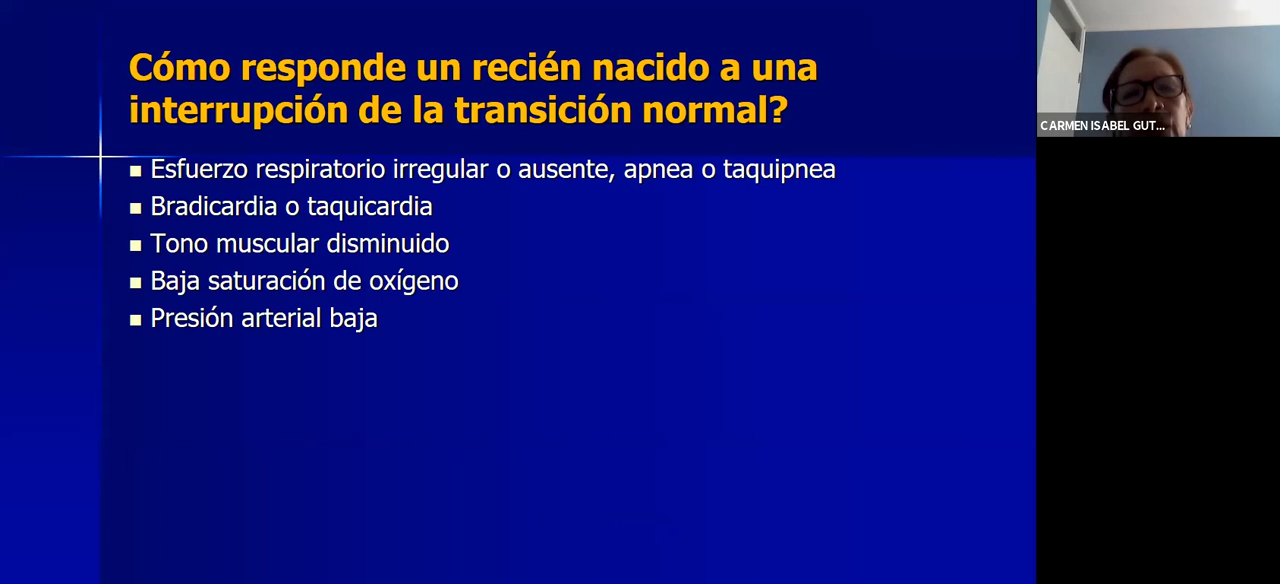 Cómo responde un recién nacido a una
interrupción de la transición normal?
Esfuerzo respiratorio irregular o ausente, apnea o taquipnea
Bradicardia o taquicardia
Tono muscular disminuido
Baja saturación de oxígeno
Presión arterial baja
CARMEN ISABEL GUT...